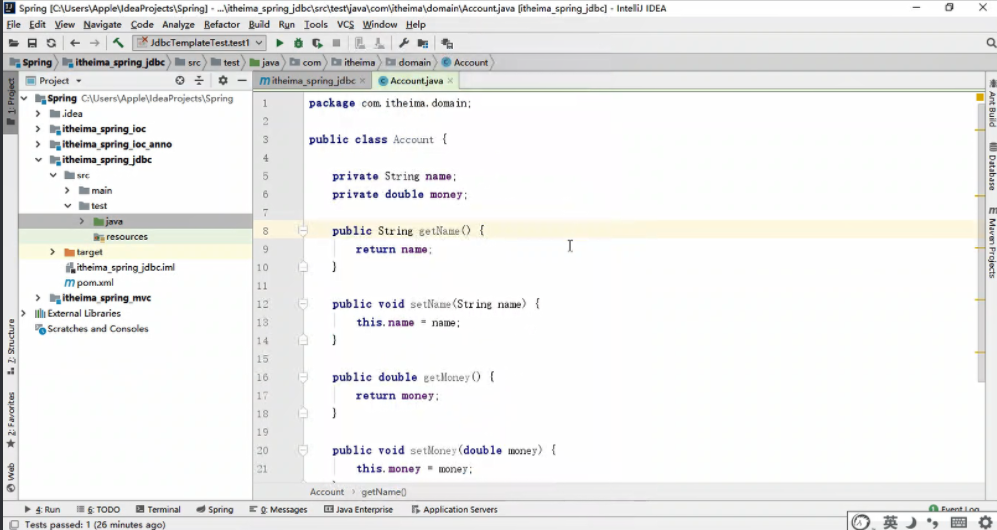 Spring [C:\Users\Apple\IdeaProjects\Spring] - ...\itheima_spring_jdbc\src\test\java\com\itheima\domain\Account.java [itheima_spring_jdbc] - IntelliJ IDEA
File Edit View Navigate Code Analyze Refactor Build Run Tools VCS Window Help
JdbcTemplateTest.test1
Spring itheima_spring_jdbc src test java com itheima domain Account
Project
itheima_spring_jdbc
Account.java
1: Project
Spring C:\Users\Apple\IdeaProjects\Spring
.idea
itheima_spring_ioc
itheima_spring_ioc_anno
itheima_spring_jdbc
src
main
test
java
resources
target
itheima_spring_jdbc.iml
pom.xml
itheima_spring_mvc
External Libraries
Scratches and Consoles
Z: Structure
2: Favorites
Web
1 package com.itheima.domain;
2
3 public class Account {
4
5 private String name;
6 private double money;
7
8 public String getName() {
9 return name;
10 }
11
12 public void setName(String name) {
13 this.name = name;
14 }
15
16 public double getMoney() {
17 return money;
18 }
19
20 public void setMoney(double money) {
21 this.money = money;
Account > getName()
Ant Build
Database
Maven Projects
4: Run 6: TODO Terminal Spring 0: Messages Java Enterprise Application Servers Event Log
Tests passed: 1 (26 minutes ago)
英